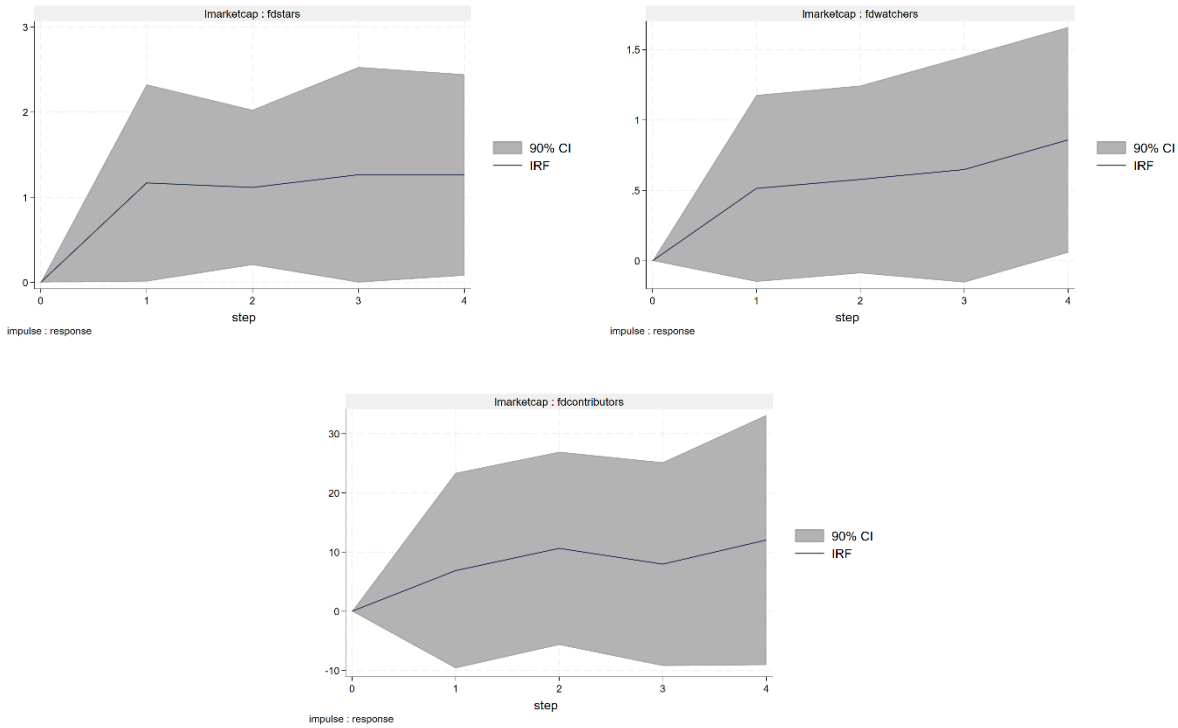 lmarketcap : fdstars
3
2
1
0
0 1 2 3 4
step
90% CI
IRF
impulse : response
lmarketcap : fdwatchers
1.5
1
.5
0
0 1 2 3 4
step
90% CI
IRF
impulse : response
lmarketcap : fdcontributors
30
20
10
0
-10
0 1 2 3 4
step
90% CI
IRF
impulse : response